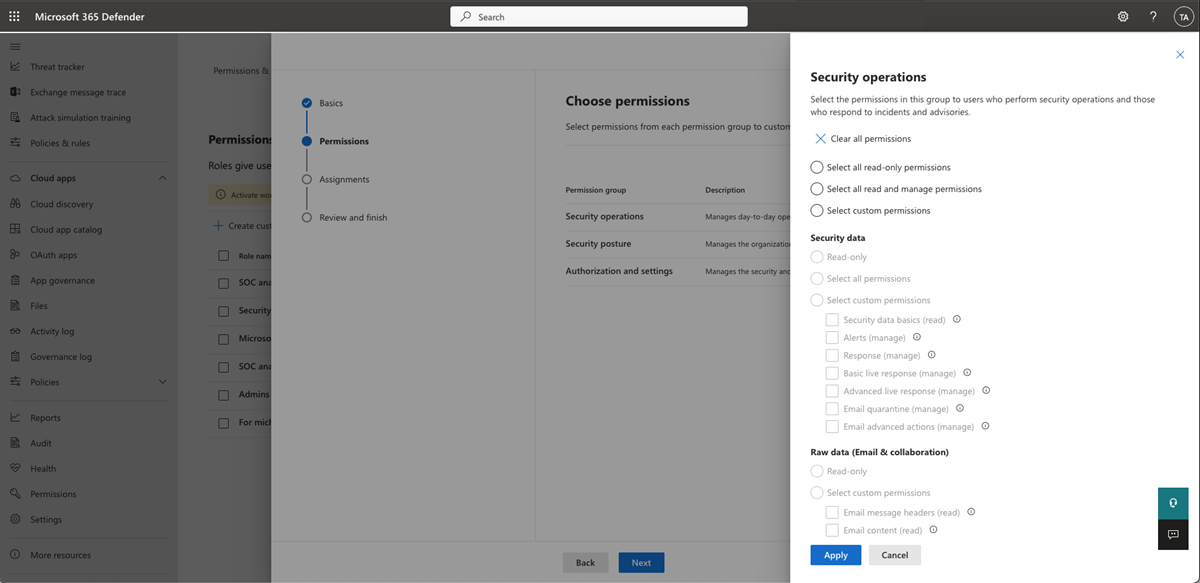 Microsoft 365 Defender
Search
TA
Threat tracker
Exchange message trace
Attack simulation training
Policies & rules
Cloud apps
Cloud discovery
Cloud app catalog
OAuth apps
App governance
Files
Activity log
Governance log
Policies
Reports
Audit
Health
Permissions
Settings
More resources
Permissions &
Permissions
Roles give use
Activate wo
Create cust
Role nam
SOC ana
Security
Microso
SOC ana
Admins
For mich
Basics
Permissions
Assignments
Review and finish
Choose permissions
Select permissions from each permission group to custom
Permission group Description
Security operations Manages day-to-day ope
Security posture Manages the organization
Authorization and settings Manages the security and
Back Next
Security operations
Select the permissions in this group to users who perform security operations and those
who respond to incidents and advisories.
Clear all permissions
Select all read-only permissions
Select all read and manage permissions
Select custom permissions
Security data
Read-only
Select all permissions
Select custom permissions
Security data basics (read)
Alerts (manage)
Response (manage)
Basic live response (manage)
Advanced live response (manage)
Email quarantine (manage)
Email advanced actions (manage)
Raw data (Email & collaboration)
Read-only
Select custom permissions
Email message headers (read)
Email content (read)
Apply Cancel